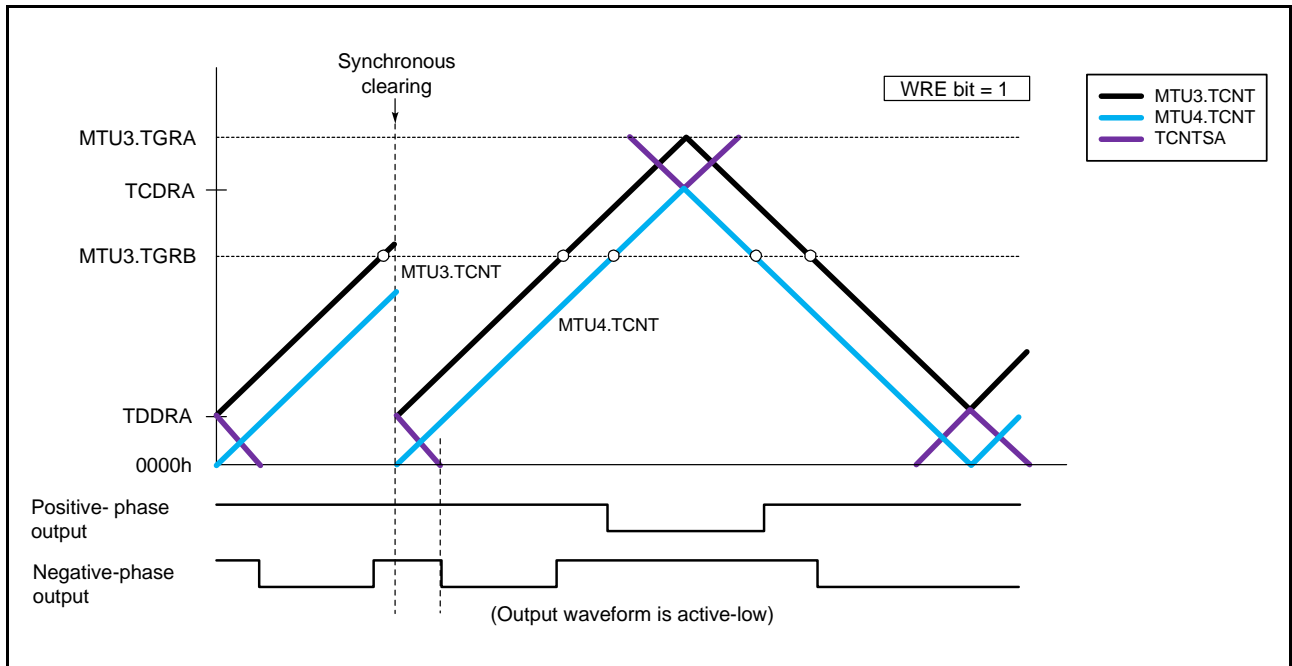 Synchronous
clearing
WRE bit = 1
MTU3.TCNT
MTU4.TCNT
TCNTSA
MTU3.TGRA
TCDRA
MTU3.TGRB
MTU3.TCNT
MTU4.TCNT
TDDRA
0000h
Positive- phase
output
Negative-phase
output
(Output waveform is active-low)